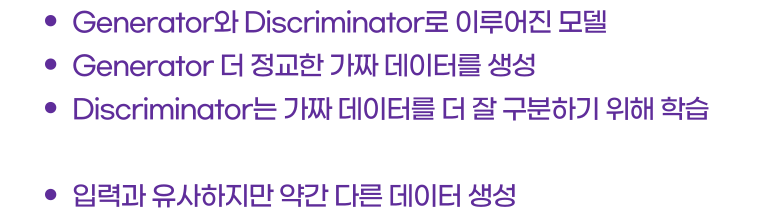 • Generator와 Discriminator로 이루어진 모델
• Generator 더 정교한 가짜 데이터를 생성
• Discriminator는 가짜 데이터를 더 잘 구분하기 위해 학습
• 입력과 유사하지만 약간 다른 데이터 생성